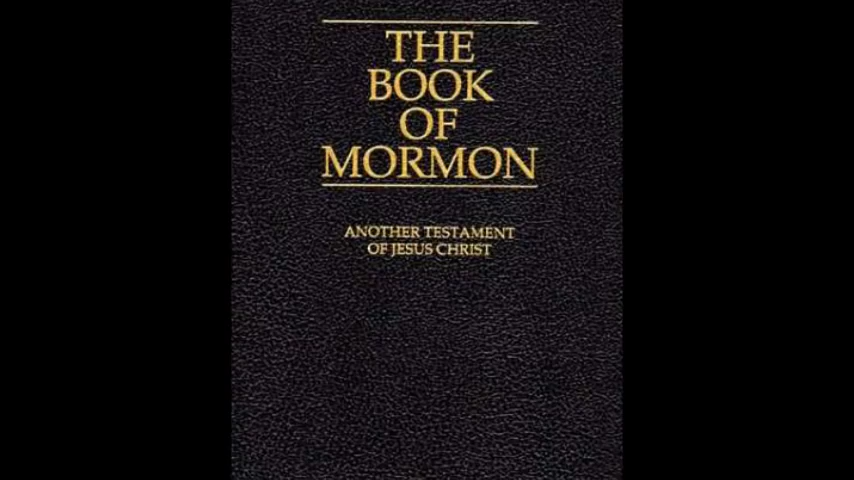 THE
BOOK
OF
MORMON
ANOTHER TESTAMENT
OF JESUS CHRIST